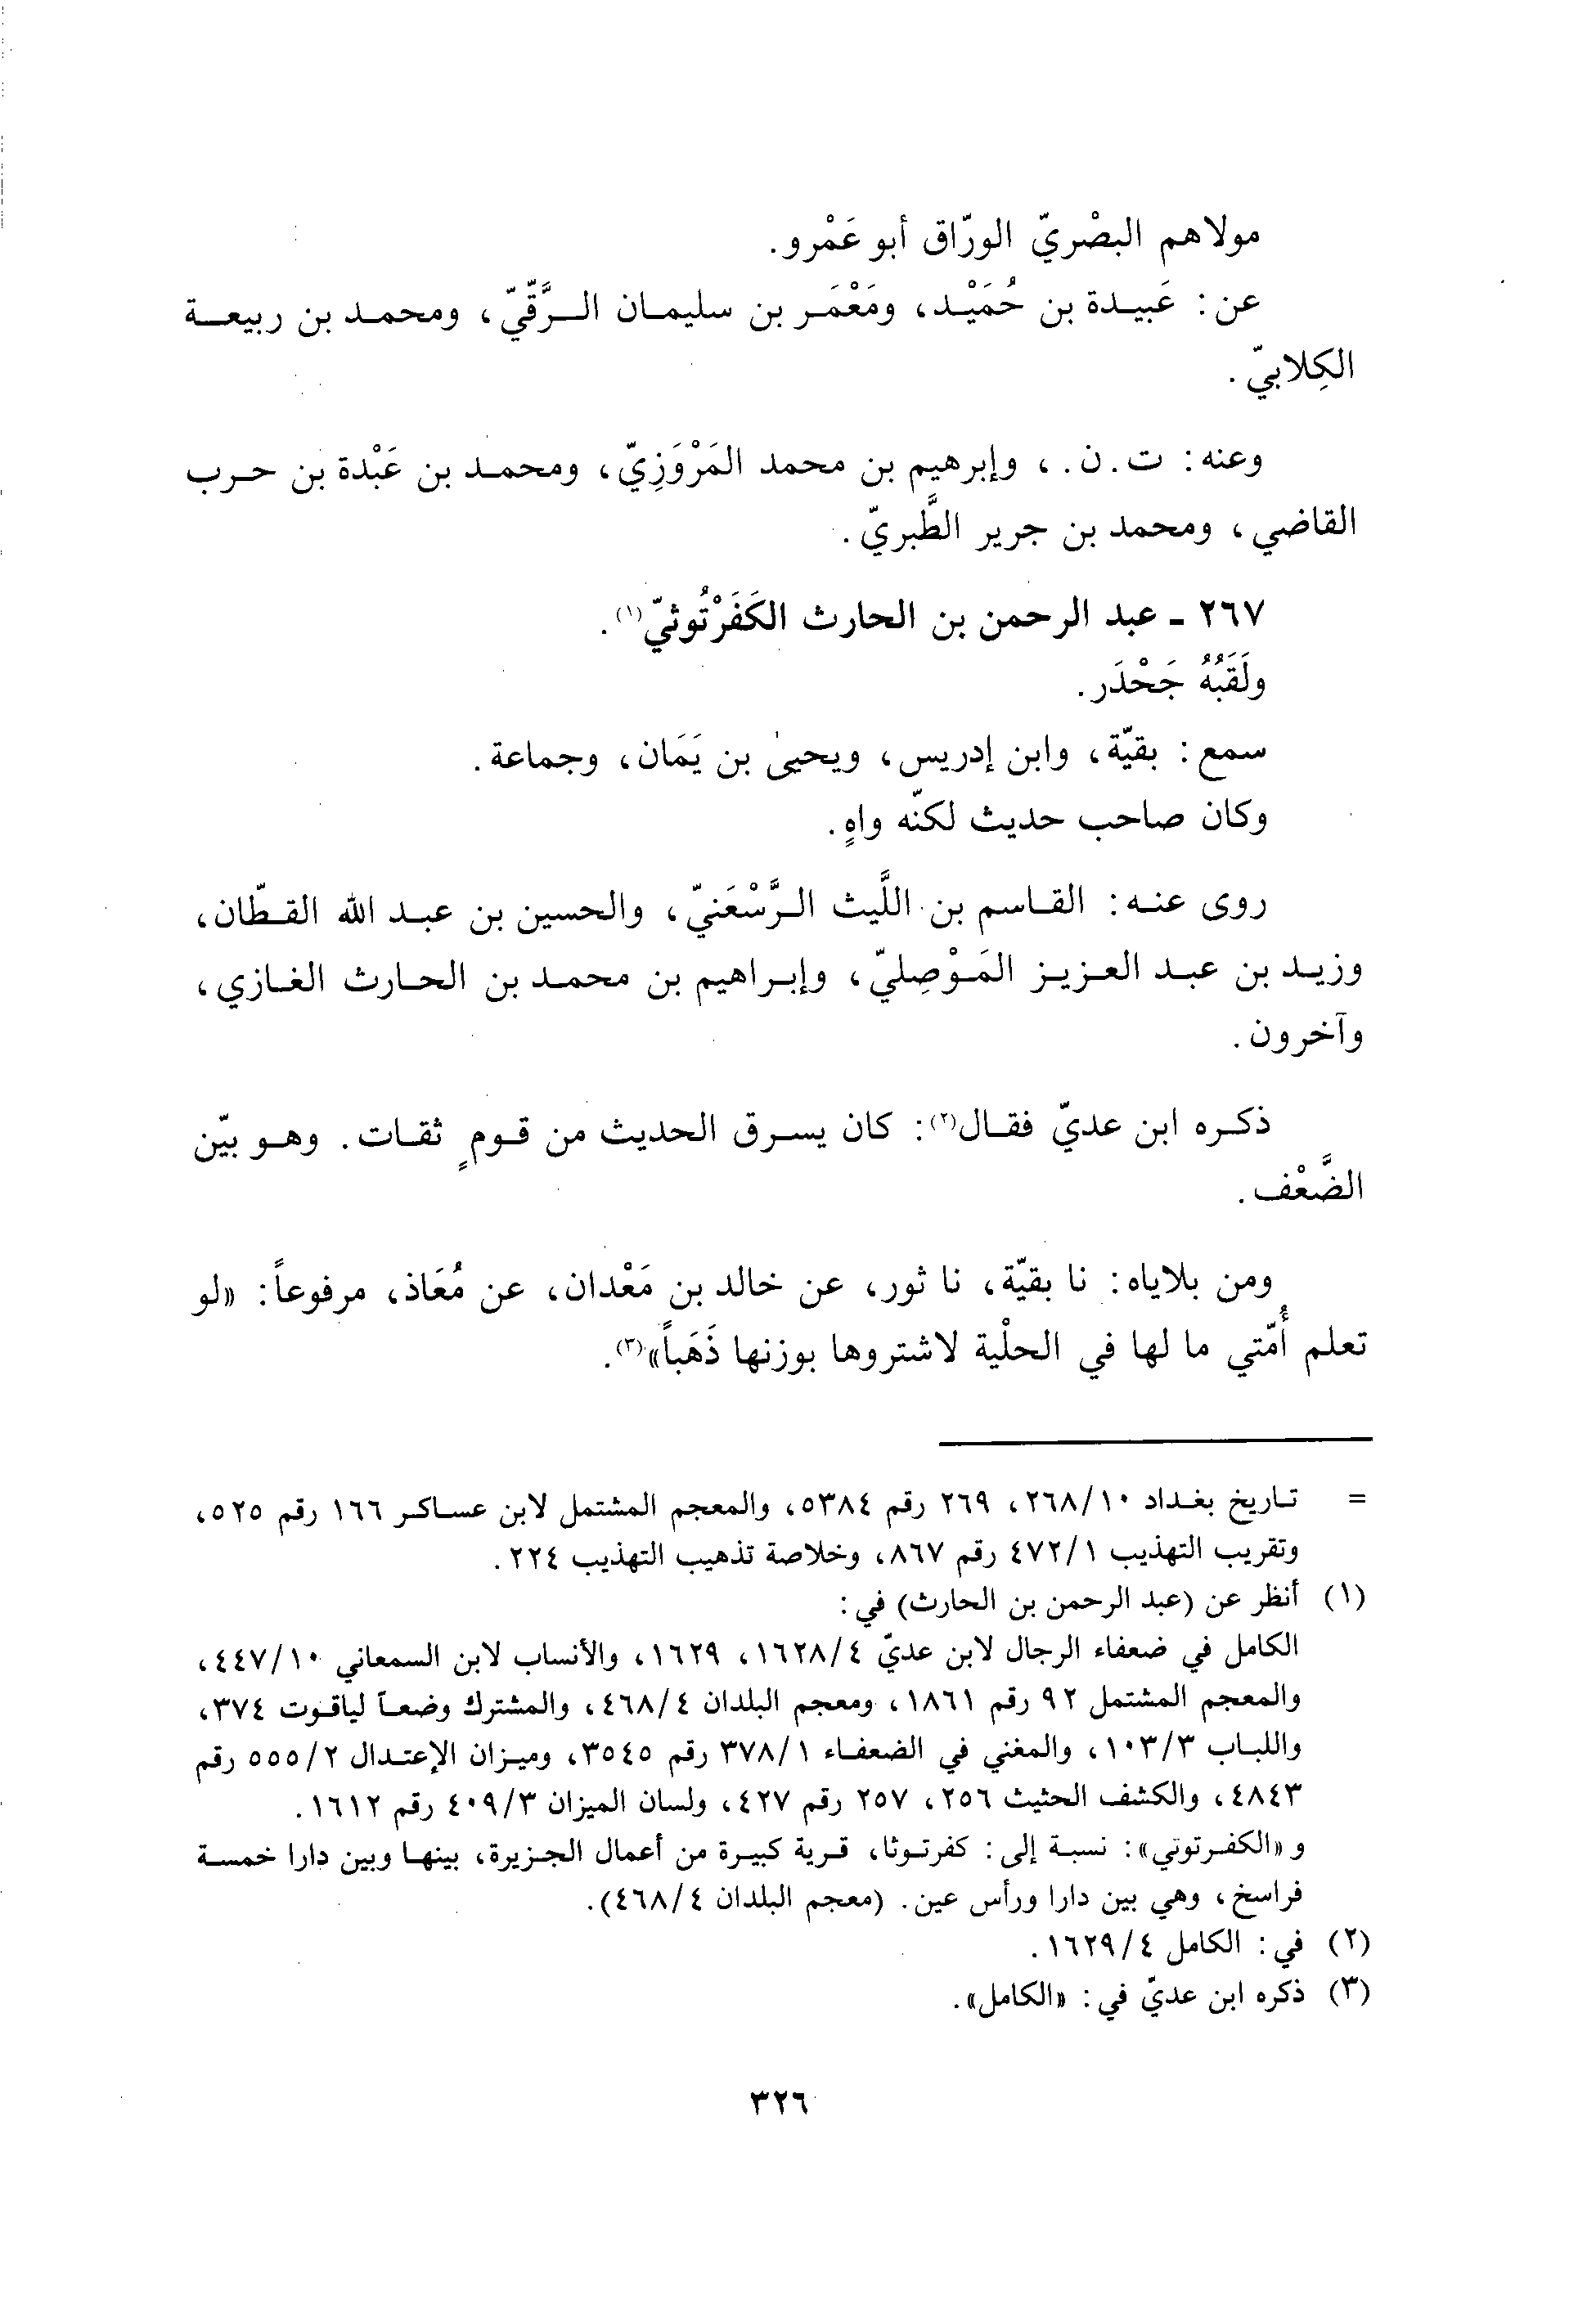 مولاهم البصْريّ الورّاق أبو عَمْرو.
عن: عَبيدة بن حُمَيْد، ومَعْمَر بن سليمان الرَّقّيّ، ومحمد بن ربيعة
الكِلابيّ.
وعنه: ت. ن.، وإبرهيم بن محمد المَرْوَزِيّ، ومحمد بن عَبْدة بن حرب
القاضي، ومحمد بن جرير الطَّبريّ.
٢٦٧ - عبد الرحمن بن الحارث الكَفَرْتُوثيّ(١).
ولَقَبُهُ جَحْدَر.
سمع: بقيّة، وابن إدريس، ويحيىٰ بن يَمَان، وجماعة.
وكان صاحب حديث لكنّه واهٍ.
روى عنه: القاسم بن اللَّيث الرَّسْعَنيّ، والحسين بن عبد الله القطّان،
وزيد بن عبد العزيز المَوْصِليّ، وإبراهيم بن محمد بن الحارث الغازي،
وآخرون.
ذكره ابن عديّ فقال(٢): كان يسرق الحديث من قومٍ ثقات. وهو بيّن
الضَّعْف.
ومن بلاياه: نا بقيّة، نا ثور، عن خالد بن مَعْدان، عن مُعَاذ، مرفوعاً: «لو
تعلم أُمّتي ما لها في الحلْية لاشتروها بوزنها ذَهَباً»(٣).
= تاريخ بغداد ٢٦٨/١٠، ٢٦٩ رقم ٥٣٨٤، والمعجم المشتمل لابن عساكر ١٦٦ رقم ٥٢٥،
وتقريب التهذيب ٤٧٢/١ رقم ٨٦٧، وخلاصة تذهيب التهذيب ٢٢٤.
(١) أنظر عن (عبد الرحمن بن الحارث) في:
الكامل في ضعفاء الرجال لابن عديّ ١٦٢٨/٤، ١٦٢٩، والأنساب لابن السمعاني ٤٤٧/١٠،
والمعجم المشتمل ٩٢ رقم ١٨٦١، ومعجم البلدان ٤٦٨/٤، والمشترك وضعاً لياقوت ٣٧٤،
واللباب ١٠٣/٣، والمغني في الضعفاء ٣٧٨/١ رقم ٣٥٤٥، وميزان الإعتدال ٥٥٥/٢ رقم
٤٨٤٣، والكشف الحثيث ٢٥٦، ٢٥٧ رقم ٤٢٧، ولسان الميزان ٤٠٩/٣ رقم ١٦١٢.
و«الكفرتوتي»: نسبة إلى: كفرتوثا، قرية كبيرة من أعمال الجزيرة، بينها وبين دارا خمسة
فراسخ، وهي بين دارا ورأس عين. (معجم البلدان ٤٦٨/٤).
(٢) في: الكامل ١٦٢٩/٤.
(٣) ذكره ابن عديّ في: «الكامل».
٣٢٦